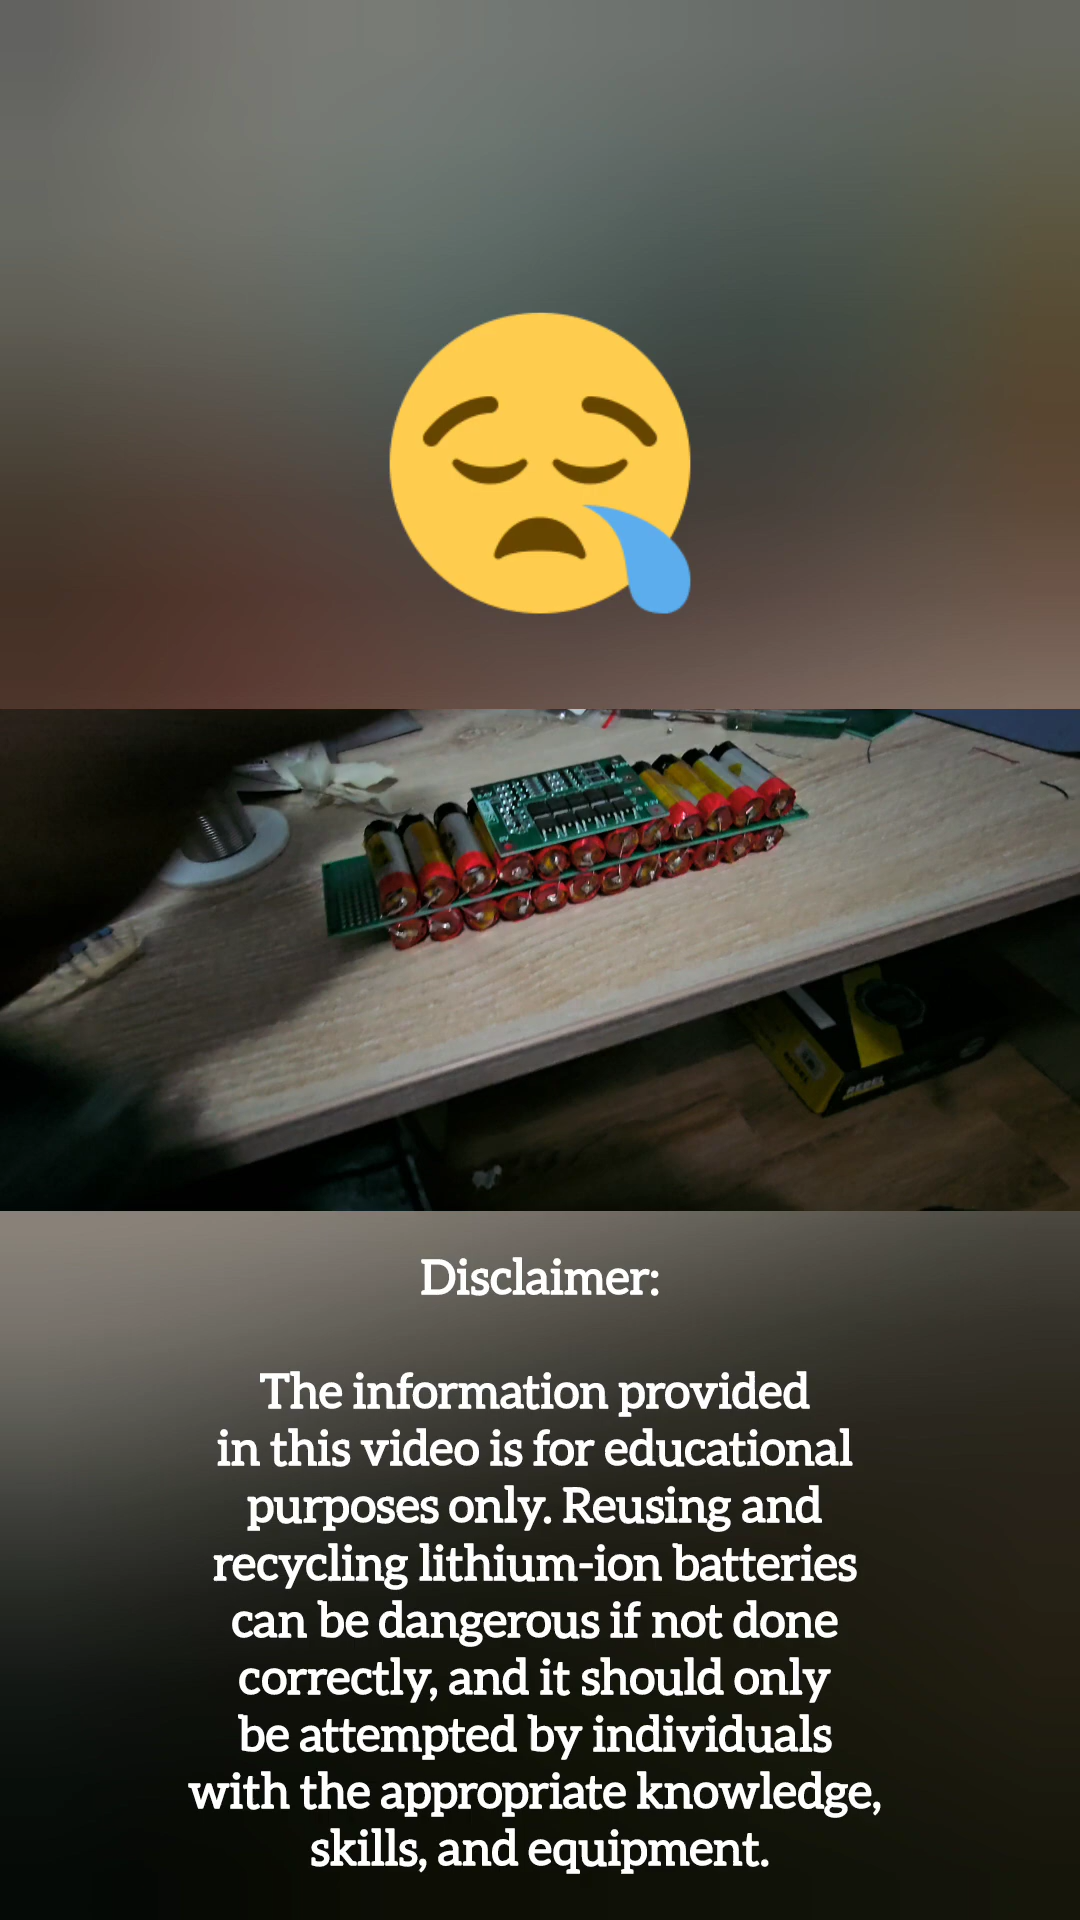 REBEL
Disclaimer:
The information provided
in this video is for educational
purposes only. Reusing and
recycling lithium-ion batteries
can be dangerous if not done
correctly, and it should only
be attempted by individuals
with the appropriate knowledge,
skills, and equipment.